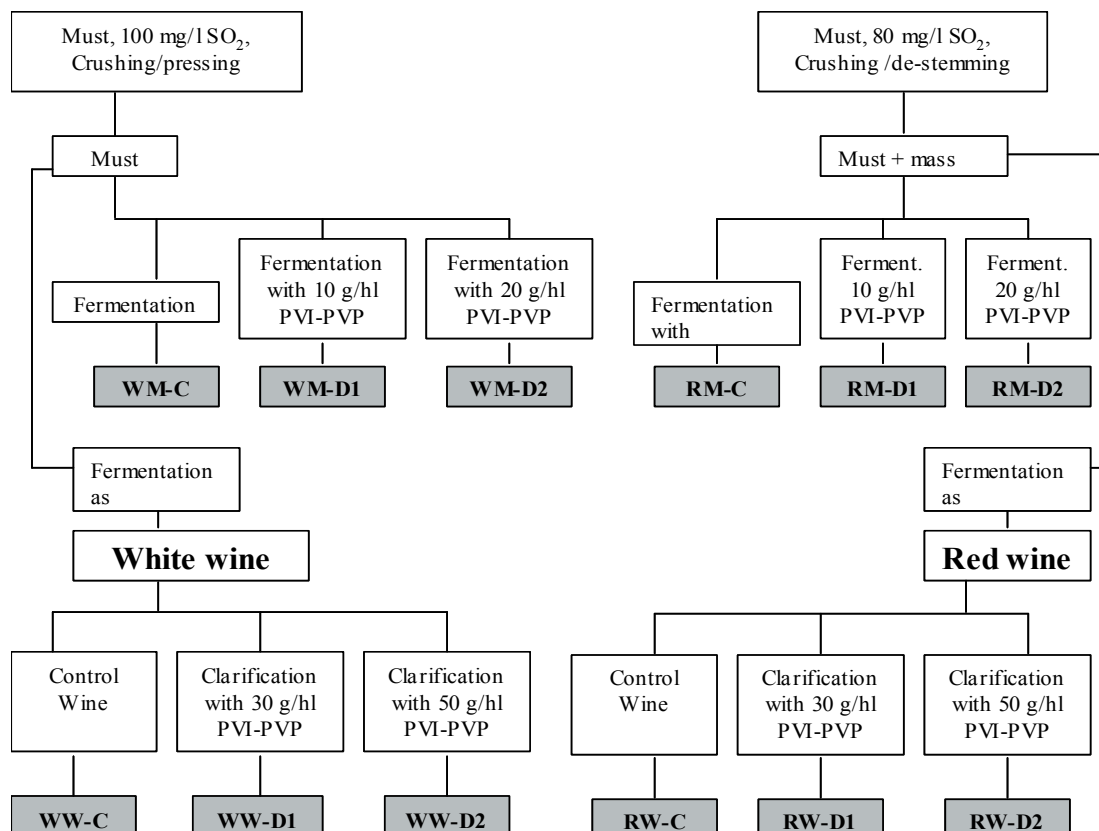 Must, 100 mg/l SO₂,
Crushing/pressing
Must
Fermentation
Fermentation
with 10 g/hl
PVI-PVP
Fermentation
with 20 g/hl
PVI-PVP
WM-C
WM-D1
WM-D2
Fermentation
as
White wine
Control
Wine
Clarification
with 30 g/hl
PVI-PVP
Clarification
with 50 g/hl
PVI-PVP
WW-C
WW-D1
WW-D2
Must, 80 mg/l SO₂,
Crushing /de-stemming
Must + mass
Fermentation
with
Ferment.
10 g/hl
PVI-PVP
Ferment.
20 g/hl
PVI-PVP
RM-C
RM-D1
RM-D2
Fermentation
as
Red wine
Control
Wine
Clarification
with 30 g/hl
PVI-PVP
Clarification
with 50 g/hl
PVI-PVP
RW-C
RW-D1
RW-D2